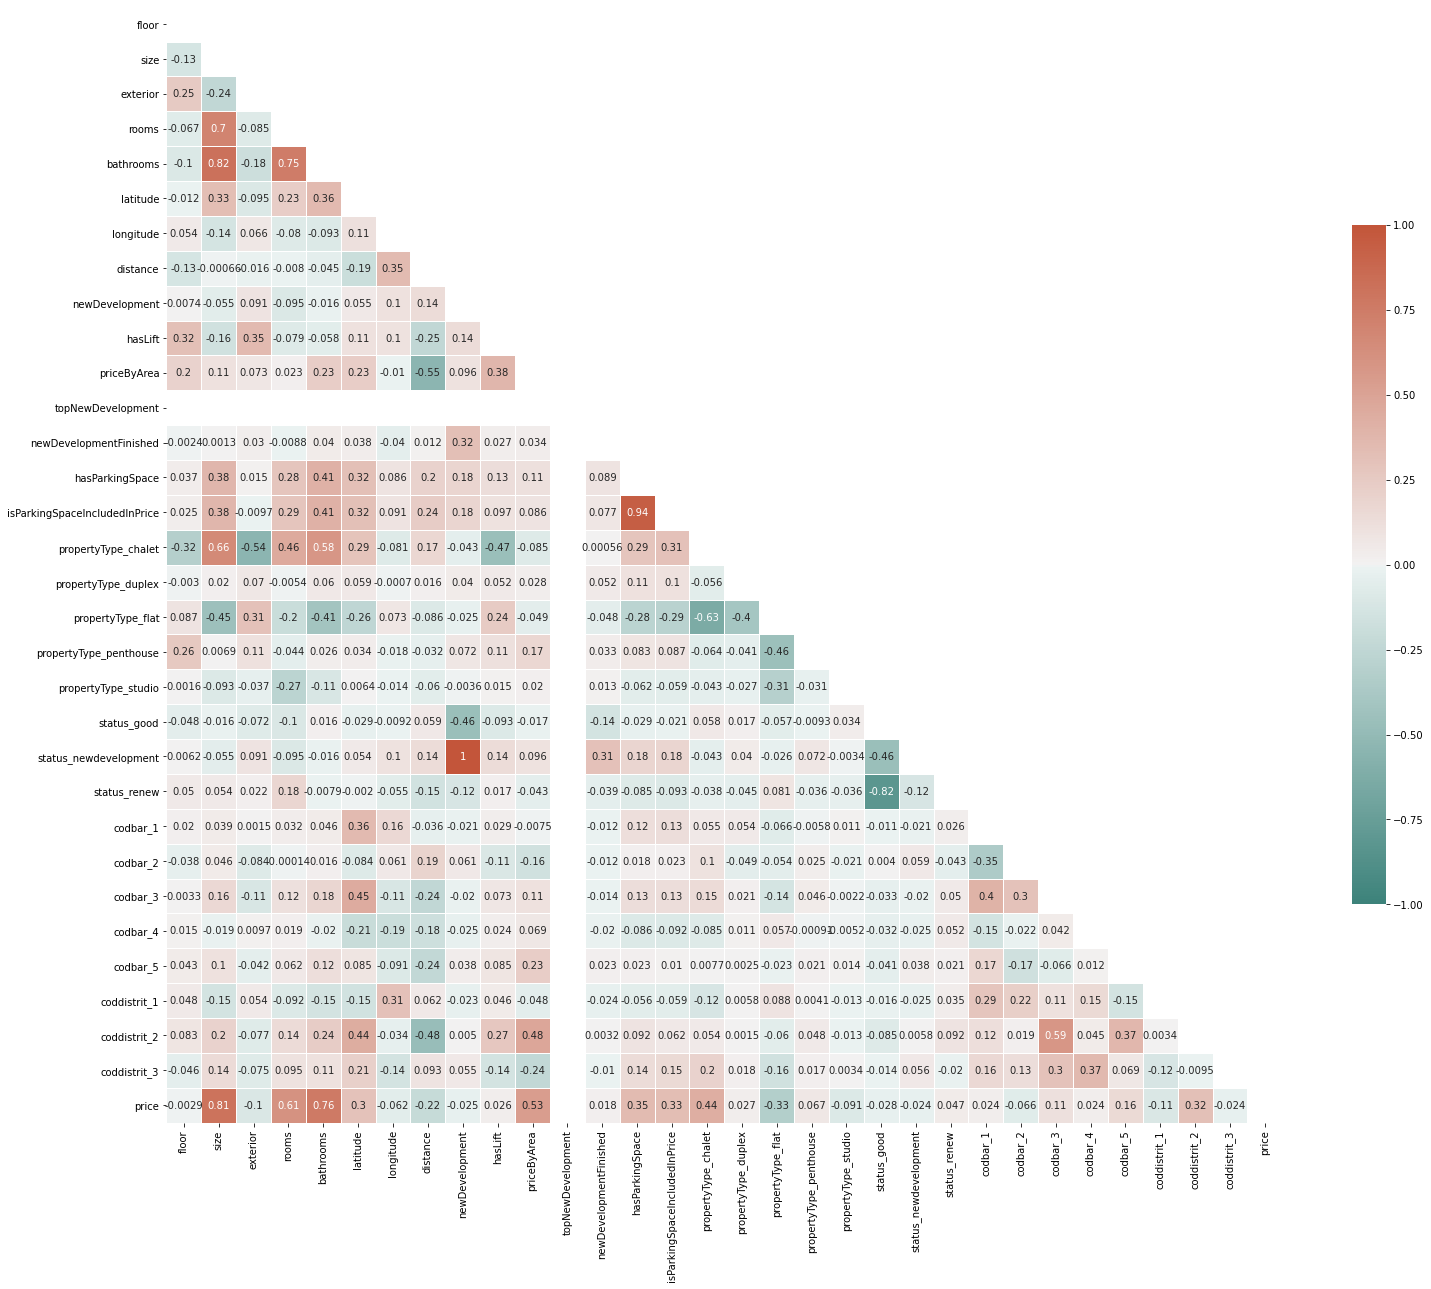 floor
size -0.13
exterior 0.25 -0.24
rooms -0.067 0.7 -0.085
bathrooms -0.1 0.82 -0.18 0.75
latitude -0.012 0.33 -0.095 0.23 0.36
longitude 0.054 -0.14 0.066 -0.08 -0.093 0.11
distance -0.13 -0.00066 -0.016 -0.008 -0.045 -0.19 0.35
newDevelopment 0.0074 -0.055 0.091 -0.095 -0.016 0.055 0.1 0.14
hasLift 0.32 -0.16 0.35 -0.079 -0.058 0.11 0.1 -0.25 0.14
priceByArea 0.2 0.11 0.073 0.023 0.23 0.23 -0.01 -0.55 0.096 0.38
topNewDevelopment
newDevelopmentFinished -0.0024 0.0013 0.03 -0.0088 0.04 0.038 -0.04 0.012 0.32 0.027 0.034
hasParkingSpace 0.037 0.38 0.015 0.28 0.41 0.32 0.086 0.2 0.18 0.13 0.11 0.089
isParkingSpaceIncludedInPrice 0.025 0.38 -0.0097 0.29 0.41 0.32 0.091 0.24 0.18 0.097 0.086 0.077 0.94
propertyType_chalet -0.32 0.66 -0.54 0.46 0.58 0.29 -0.081 0.17 -0.043 -0.47 -0.085 0.00056 0.29 0.31
propertyType_duplex -0.003 0.02 0.07 -0.0054 0.06 0.059 -0.0007 0.016 0.04 0.052 0.028 0.052 0.11 0.1 -0.056
propertyType_flat 0.087 -0.45 0.31 -0.2 -0.41 -0.26 0.073 -0.086 -0.025 0.24 -0.049 -0.048 -0.28 -0.29 -0.63 -0.4
propertyType_penthouse 0.26 0.0069 0.11 -0.044 0.026 0.034 -0.018 -0.032 0.072 0.11 0.17 0.033 0.083 0.087 -0.064 -0.041 -0.46
propertyType_studio 0.0016 -0.093 -0.037 -0.27 -0.11 0.0064 -0.014 -0.06 -0.0036 0.015 0.02 0.013 -0.062 -0.059 -0.043 -0.027 -0.31 -0.031
status_good -0.048 -0.016 -0.072 -0.1 0.016 -0.029 -0.0092 0.059 -0.46 -0.093 -0.017 -0.14 -0.029 -0.021 0.058 0.017 -0.057 -0.0093 0.034
status_newdevelopment 0.0062 -0.055 0.091 -0.095 -0.016 0.054 0.1 0.14 1 0.14 0.096 0.31 0.18 0.18 -0.043 0.04 -0.026 0.072 -0.0034 -0.46
status_renew 0.05 0.054 0.022 0.18 -0.0079 -0.002 -0.055 -0.15 -0.12 0.017 -0.043 -0.039 -0.085 -0.093 -0.038 -0.045 0.081 -0.036 -0.036 -0.82 -0.12
codbar_1 0.02 0.039 0.0015 0.032 0.046 0.36 0.16 -0.036 -0.021 0.029 -0.0075 -0.012 0.12 0.13 0.055 0.054 -0.066 -0.0058 0.011 -0.011 -0.021 0.026
codbar_2 -0.038 0.046 -0.084 -0.016 -0.084 0.061 0.19 0.061 -0.11 -0.16 -0.012 0.018 0.023 0.1 -0.049 -0.054 0.025 -0.021 0.004 0.059 -0.043 -0.35
codbar_3 0.0033 0.16 -0.11 0.12 0.18 0.45 -0.11 -0.24 -0.02 0.073 0.11 -0.014 0.13 0.13 0.15 0.021 -0.14 0.046 -0.0022 -0.033 -0.02 0.05 0.4 0.3
codbar_4 0.015 -0.019 0.0097 0.019 -0.02 -0.21 -0.19 -0.18 -0.025 0.024 0.069 -0.02 -0.086 -0.092 -0.085 0.011 0.057 -0.0052 -0.032 -0.025 0.052 -0.15 -0.022 0.042
codbar_5 0.043 0.1 -0.042 0.062 0.12 0.085 -0.091 -0.24 0.038 0.085 0.23 0.023 0.023 0.01 0.0077 0.0025 -0.023 0.021 0.014 -0.041 0.038 0.021 0.17 -0.17 -0.066 0.012
coddistrit_1 0.048 -0.15 0.054 -0.092 -0.15 -0.15 0.31 0.062 -0.023 0.046 -0.048 -0.024 -0.056 -0.059 -0.12 0.0058 0.088 0.0041 -0.013 -0.016 -0.025 0.035 0.29 0.22 0.11 0.15 -0.15
coddistrit_2 0.083 0.2 -0.077 0.14 0.24 0.44 -0.034 -0.48 0.005 0.27 0.48 0.0032 0.092 0.062 0.054 0.0015 -0.06 0.048 -0.013 -0.085 0.0058 0.092 0.12 0.019 0.59 0.045 0.37 0.0034
coddistrit_3 -0.046 0.14 -0.075 0.095 0.11 0.21 -0.14 0.093 0.055 -0.14 -0.24 -0.01 0.14 0.15 0.2 0.018 -0.16 0.017 0.0034 -0.014 0.056 -0.02 0.16 0.13 0.3 0.37 0.069 -0.12 -0.0095
price -0.0029 0.81 -0.1 0.61 0.76 0.3 -0.062 -0.22 -0.025 0.026 0.53 0.018 0.35 0.33 0.44 0.027 -0.33 0.067 -0.091 -0.028 -0.024 0.047 0.024 -0.066 0.11 0.024 0.16 -0.11 0.32 -0.024
floor
size
exterior
rooms
bathrooms
latitude
longitude
distance
newDevelopment
hasLift
priceByArea
topNewDevelopment
newDevelopmentFinished
hasParkingSpace
isParkingSpaceIncludedInPrice
propertyType_chalet
propertyType_duplex
propertyType_flat
propertyType_penthouse
propertyType_studio
status_good
status_newdevelopment
status_renew
codbar_1
codbar_2
codbar_3
codbar_4
codbar_5
coddistrit_1
coddistrit_2
coddistrit_3
price
1.00
0.75
0.50
0.25
0.00
−0.25
−0.50
−0.75
−1.00